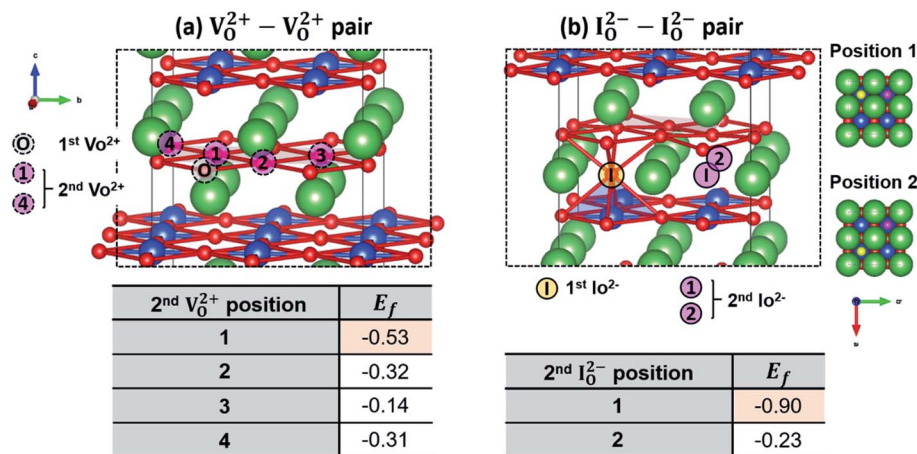 (a) V_O^{2+} − V_O^{2+} pair
c
b
O 1st Vo2+
1
4
2nd Vo2+
4
1
2
3
O
2nd V_O^{2+} position E_f
1 -0.53
2 -0.32
3 -0.14
4 -0.31
(b) I_O^{2−} − I_O^{2−} pair
I
2
I
I 1st Io2-
1
2
2nd Io2-
Position 1
Position 2
2nd I_O^{2−} position E_f
1 -0.90
2 -0.23